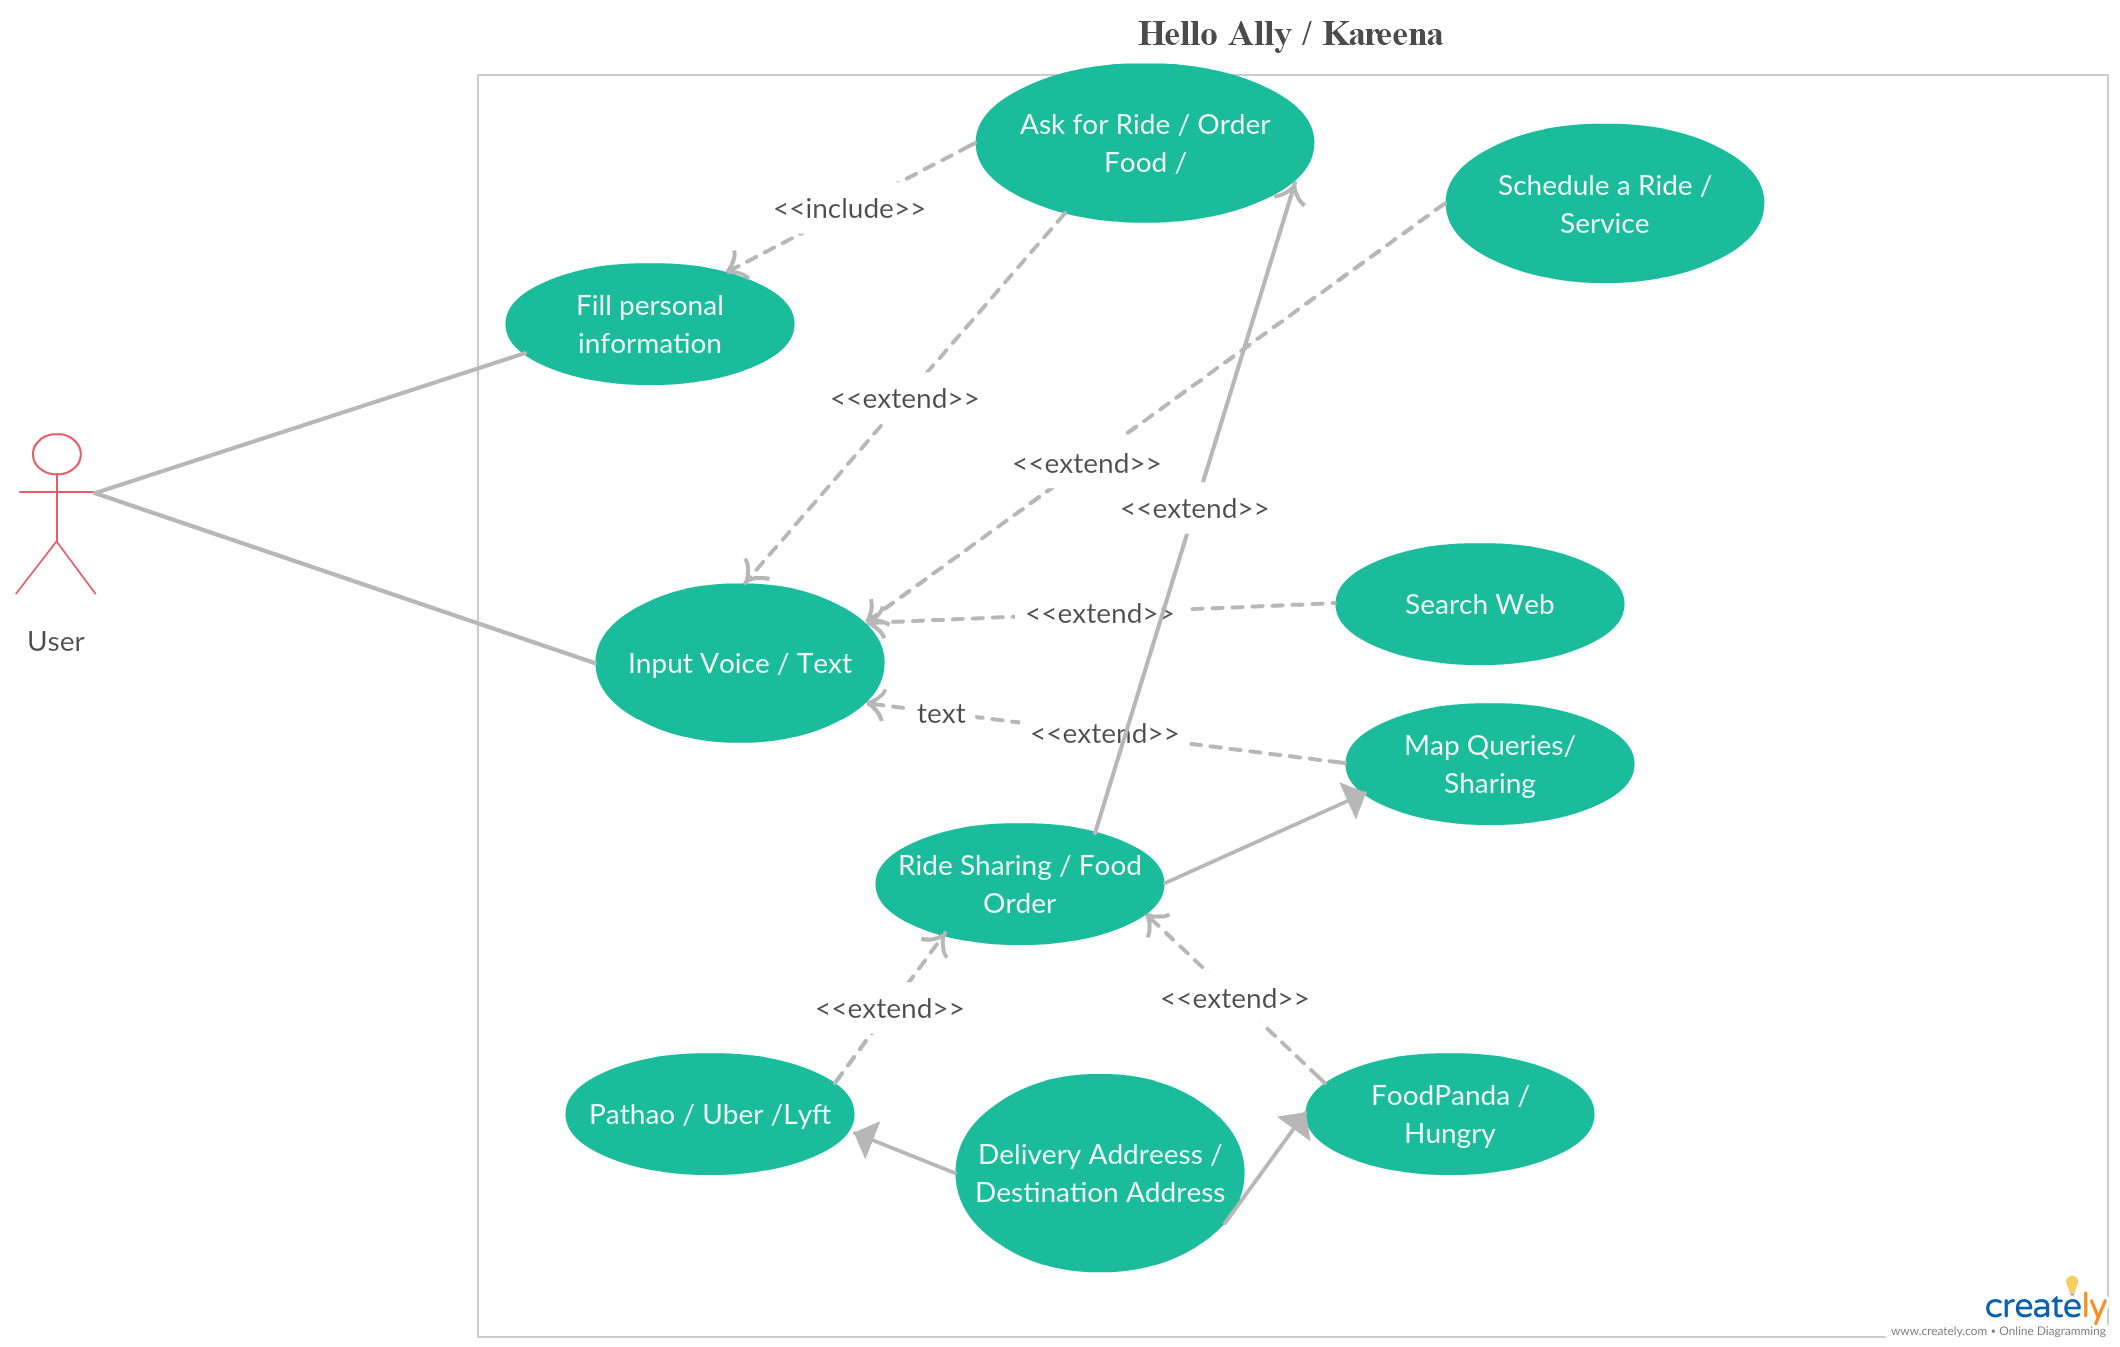 Hello Ally / Kareena
Ask for Ride / Order
Food /
Schedule a Ride /
Service
<<include>>
Fill personal
information
<<extend>>
<<extend>>
<<extend>>
User
Input Voice / Text
<<extend>>
Search Web
text
<<extend>>
Map Queries/
Sharing
Ride Sharing / Food
Order
<<extend>>
<<extend>>
Pathao / Uber /Lyft
Delivery Addreess /
Destination Address
FoodPanda /
Hungry
creately
www.creately.com • Online Diagramming